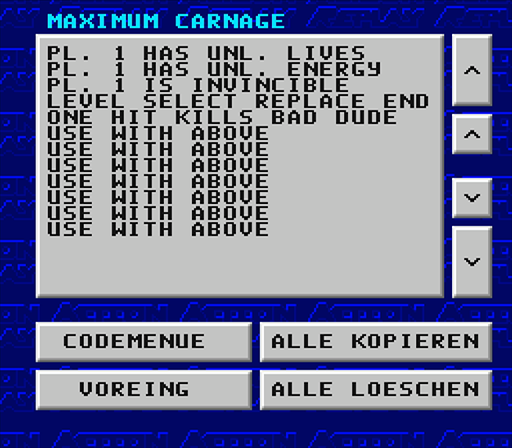 MAXIMUM CARNAGE
PL. 1 HAS UNL. LIVES
PL. 1 HAS UNL. ENERGY
PL. 1 IS INVINCIBLE
LEVEL SELECT REPLACE END
ONE HIT KILLS BAD DUDE
USE WITH ABOVE
USE WITH ABOVE
USE WITH ABOVE
USE WITH ABOVE
USE WITH ABOVE
USE WITH ABOVE
USE WITH ABOVE
CODEMENUE
ALLE KOPIEREN
VOREING
ALLE LOESCHEN